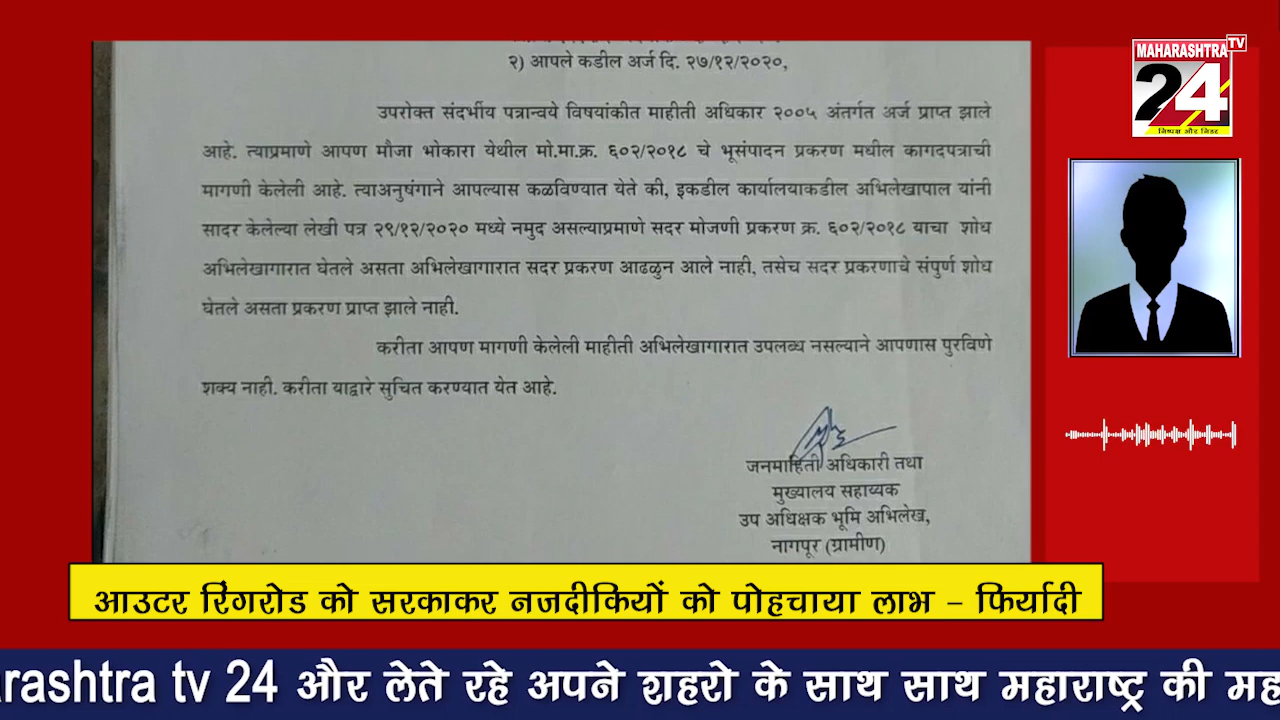 MAHARASHTRA TV
24
निष्पक्ष और निडर
२) आपले कडील अर्ज दि. २७/१२/२०२०,
उपरोक्त संदर्भीय पत्रान्वये विषयांकीत माहीती अधिकार २००५ अंतर्गत अर्ज प्राप्त झाले
आहे. त्याप्रमाणे आपण मौजा भोकारा येथील मो.मा.क्र. ६०२/२०१८ चे भूसंपादन प्रकरण मधील कागदपत्राची
मागणी केलेली आहे. त्याअनुषंगाने आपल्यास कळविण्यात येते की, इकडील कार्यालयाकडील अभिलेखापाल यांनी
सादर केलेल्या लेखी पत्र २९/१२/२०२० मध्ये नमुद असल्याप्रमाणे सदर मोजणी प्रकरण क्र. ६०२/२०१८ याचा शोध
अभिलेखागारात घेतले असता अभिलेखागारात सदर प्रकरण आढळुन आले नाही, तसेच सदर प्रकरणाचे संपुर्ण शोध
घेतले असता प्रकरण प्राप्त झाले नाही.
करीता आपण मागणी केलेली माहीती अभिलेखागारात उपलब्ध नसल्याने आपणास पुरविणे
शक्य नाही. करीता याद्वारे सुचित करण्यात येत आहे.
जनमाहिती अधिकारी तथा
मुख्यालय सहाय्यक
उप अधिक्षक भूमि अभिलेख,
नागपूर (ग्रामीण)
आउटर रिंगरोड को सरकाकर नजदीकियों को पोहचाया लाभ – फिर्यादी
arashtra tv 24 और लेते रहे अपने शहरो के साथ साथ महाराष्ट्र की मह